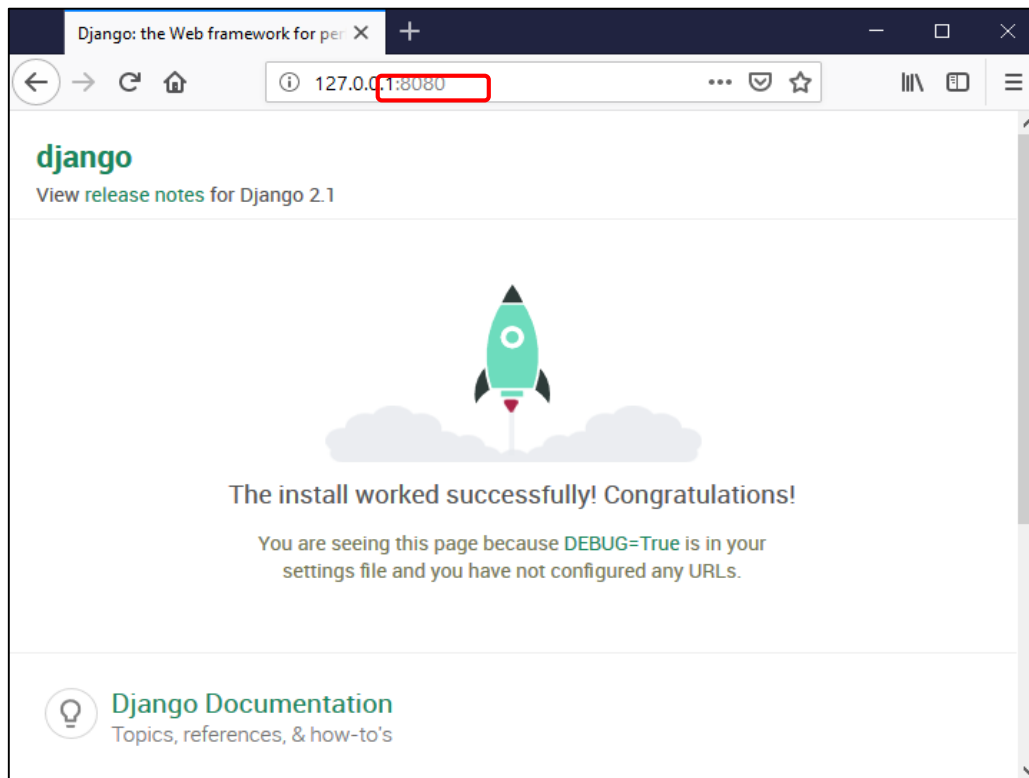 Django: the Web framework for per
127.0.0.1:8080
django
View release notes for Django 2.1
The install worked successfully! Congratulations!
You are seeing this page because DEBUG=True is in your
settings file and you have not configured any URLs.
Django Documentation
Topics, references, & how-to's